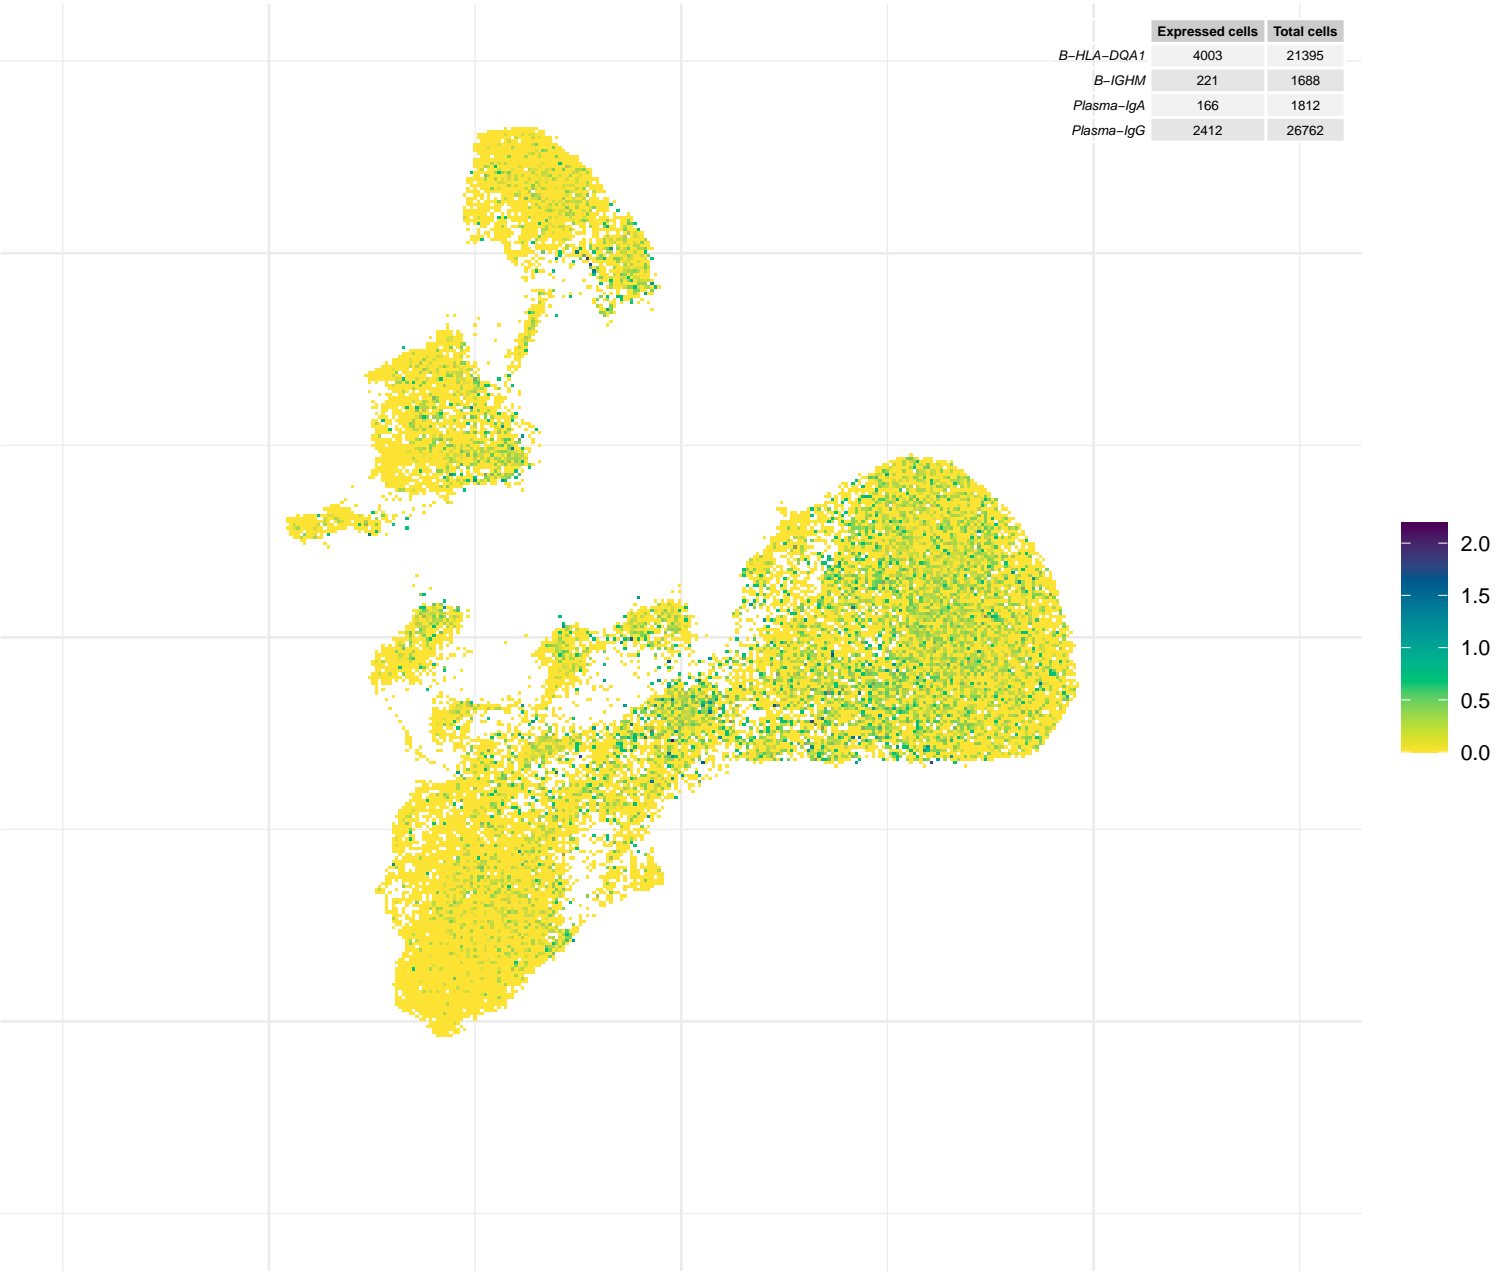 Expressed cells Total cells
B−HLA−DQA1 4003 21395
B−IGHM 221 1688
Plasma−IgA 166 1812
Plasma−IgG 2412 26762
2.0
1.5
1.0
0.5
0.0